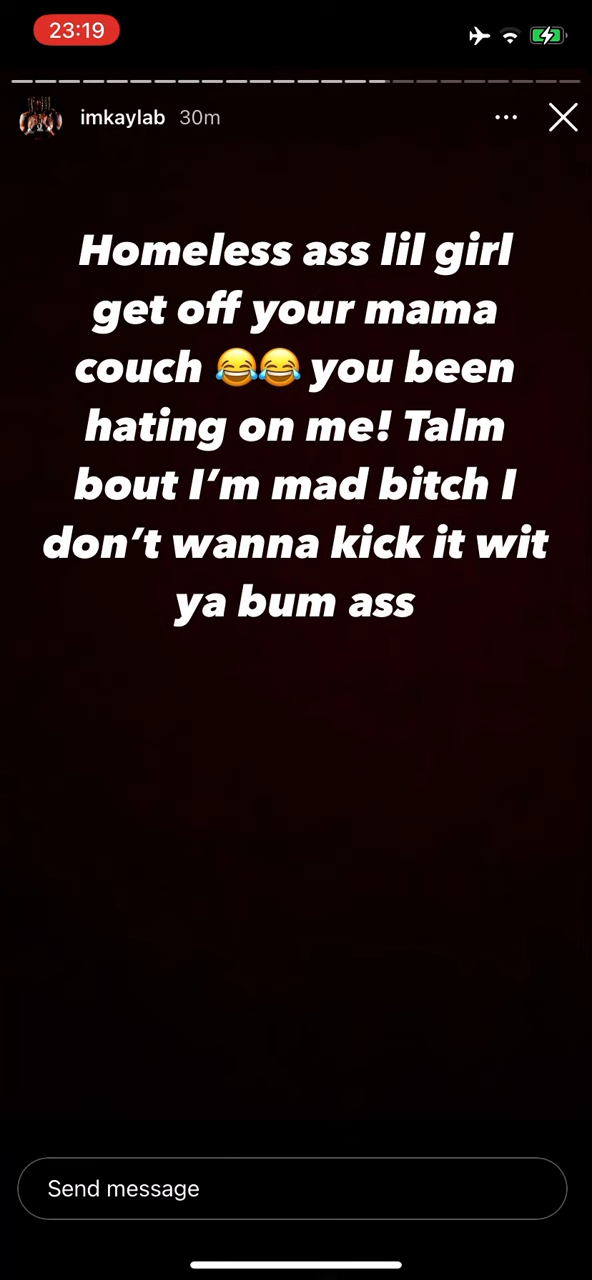 23:19
imkaylab 30m
Homeless ass lil girl
get off your mama
couch 😂😂 you been
hating on me! Talm
bout I’m mad bitch I
don’t wanna kick it wit
ya bum ass
Send message